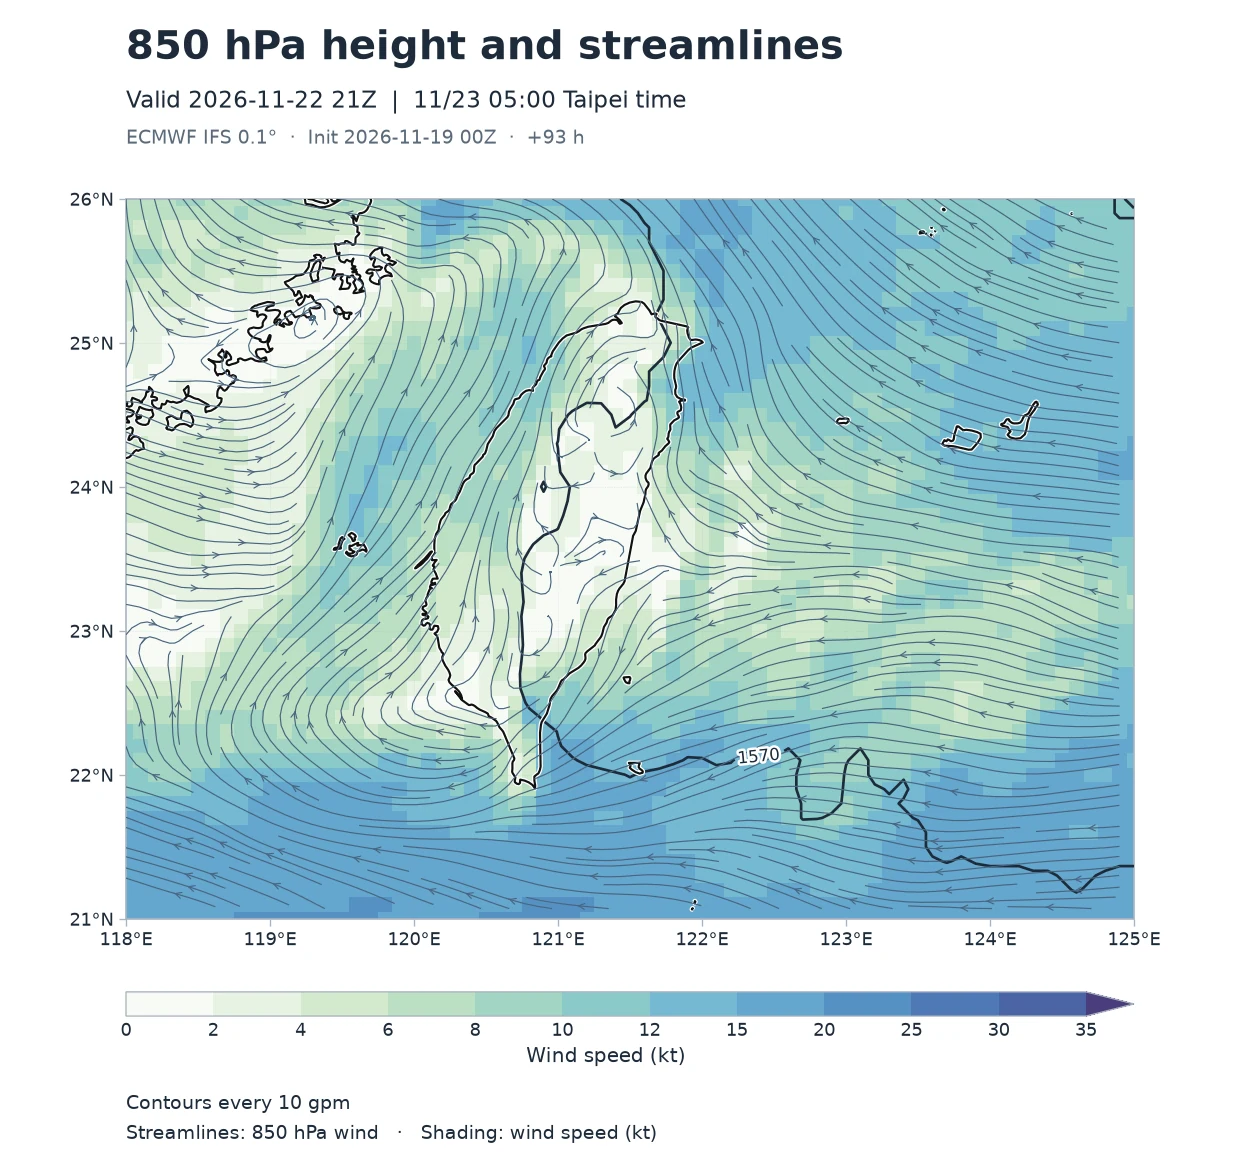 850 hPa height and streamlines
Valid 2026-11-22 21Z | 11/23 05:00 Taipei time
ECMWF IFS 0.1° · Init 2026-11-19 00Z · +93 h
26°N
25°N
24°N
23°N
22°N
21°N
1570
118°E 119°E 120°E 121°E 122°E 123°E 124°E 125°E
0 2 4 6 8 10 12 15 20 25 30 35
Wind speed (kt)
Contours every 10 gpm
Streamlines: 850 hPa wind · Shading: wind speed (kt)